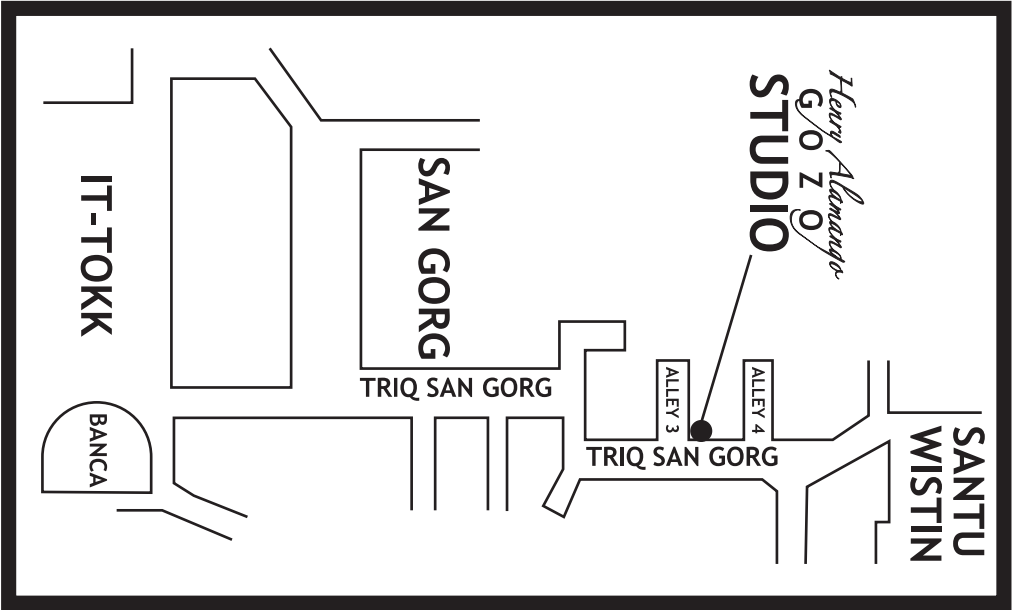 IT-TOKK
BANCA
SAN GORG
TRIQ SAN GORG
Henry Alamango
GOZO
STUDIO
ALLEY 3
ALLEY 4
TRIQ SAN GORG
SANTU
WISTIN